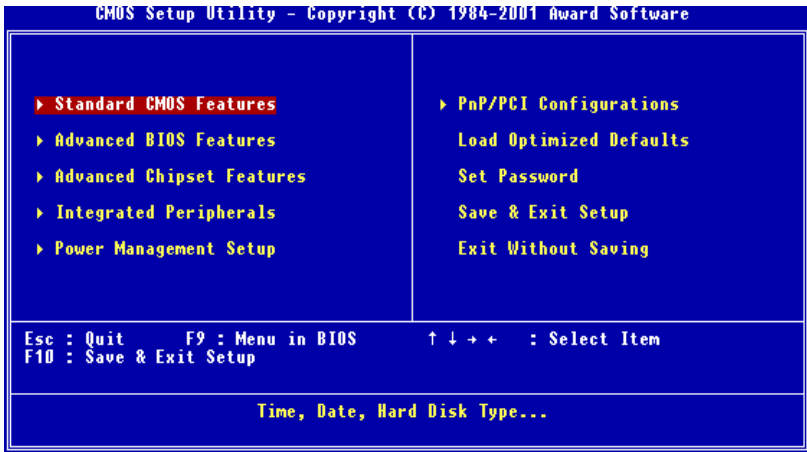 CMOS Setup Utility - Copyright (C) 1984-2001 Award Software
▸ Standard CMOS Features
▸ Advanced BIOS Features
▸ Advanced Chipset Features
▸ Integrated Peripherals
▸ Power Management Setup
▸ PnP/PCI Configurations
Load Optimized Defaults
Set Password
Save & Exit Setup
Exit Without Saving
Esc : Quit F9 : Menu in BIOS ↑ ↓ → ← : Select Item
F10 : Save & Exit Setup
Time, Date, Hard Disk Type...